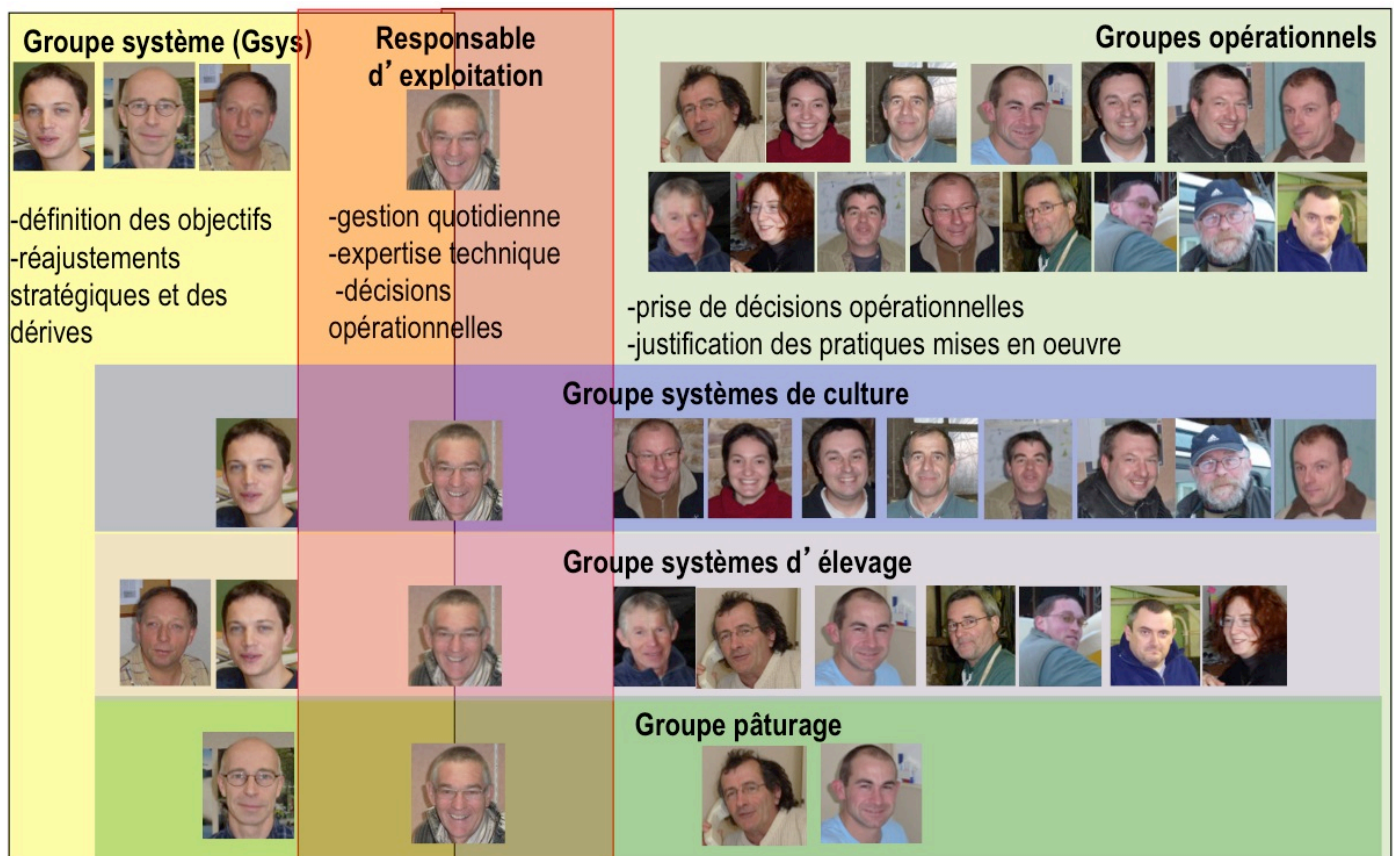 Groupe système (Gsys)
-définition des objectifs
-réajustements
stratégiques et des
dérives
Responsable
d’ exploitation
-gestion quotidienne
-expertise technique
-décisions
opérationnelles
Groupes opérationnels
-prise de décisions opérationnelles
-justification des pratiques mises en oeuvre
Groupe systèmes de culture
Groupe systèmes d’ élevage
Groupe pâturage